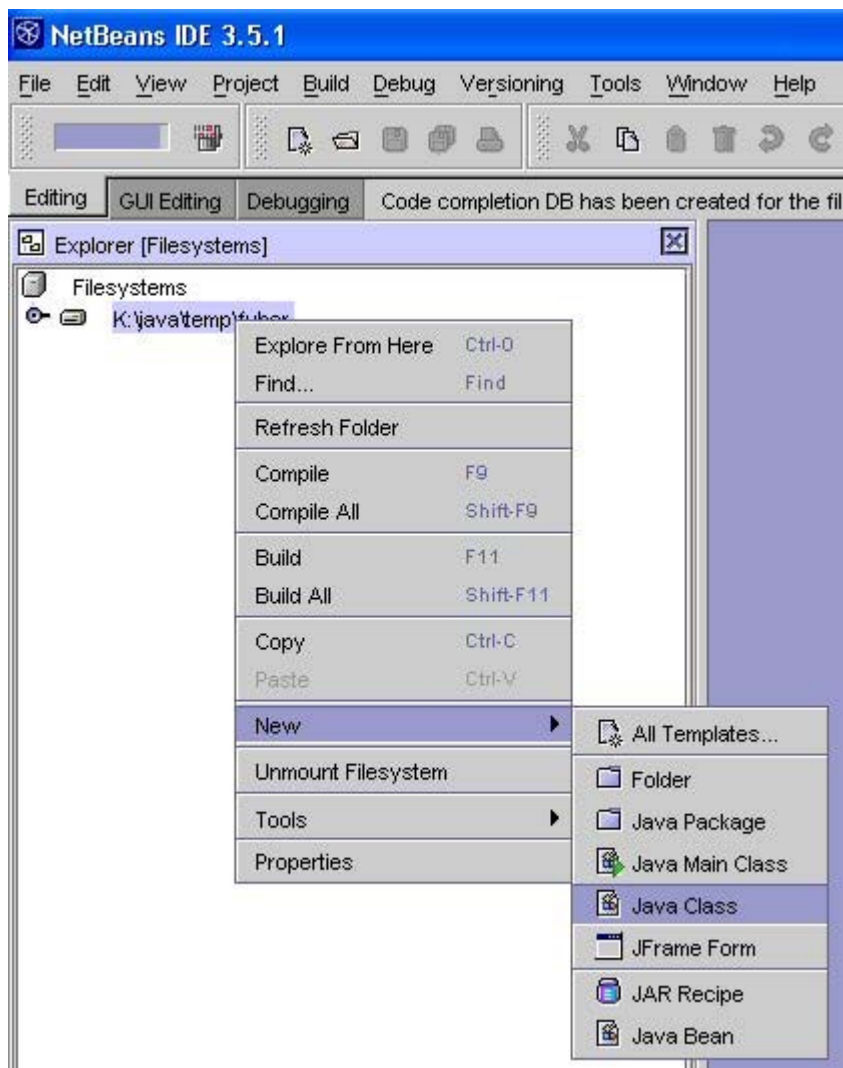 NetBeans IDE 3.5.1
File Edit View Project Build Debug Versioning Tools Window Help
Editing GUI Editing Debugging Code completion DB has been created for the fil
Explorer [Filesystems]
Filesystems
K:\java\temp\fubar
Explore From Here Ctrl-O
Find... Find
Refresh Folder
Compile F9
Compile All Shift-F9
Build F11
Build All Shift-F11
Copy Ctrl-C
Paste Ctrl-V
New
Unmount Filesystem
Tools
Properties
All Templates...
Folder
Java Package
Java Main Class
Java Class
JFrame Form
JAR Recipe
Java Bean